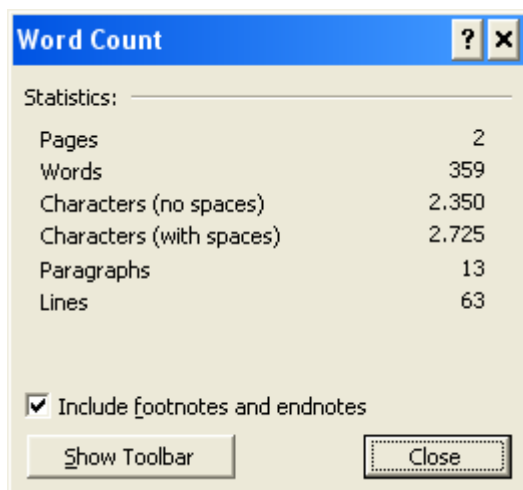 Word Count
Statistics:
Pages 2
Words 359
Characters (no spaces) 2.350
Characters (with spaces) 2.725
Paragraphs 13
Lines 63
Include footnotes and endnotes
Show Toolbar Close